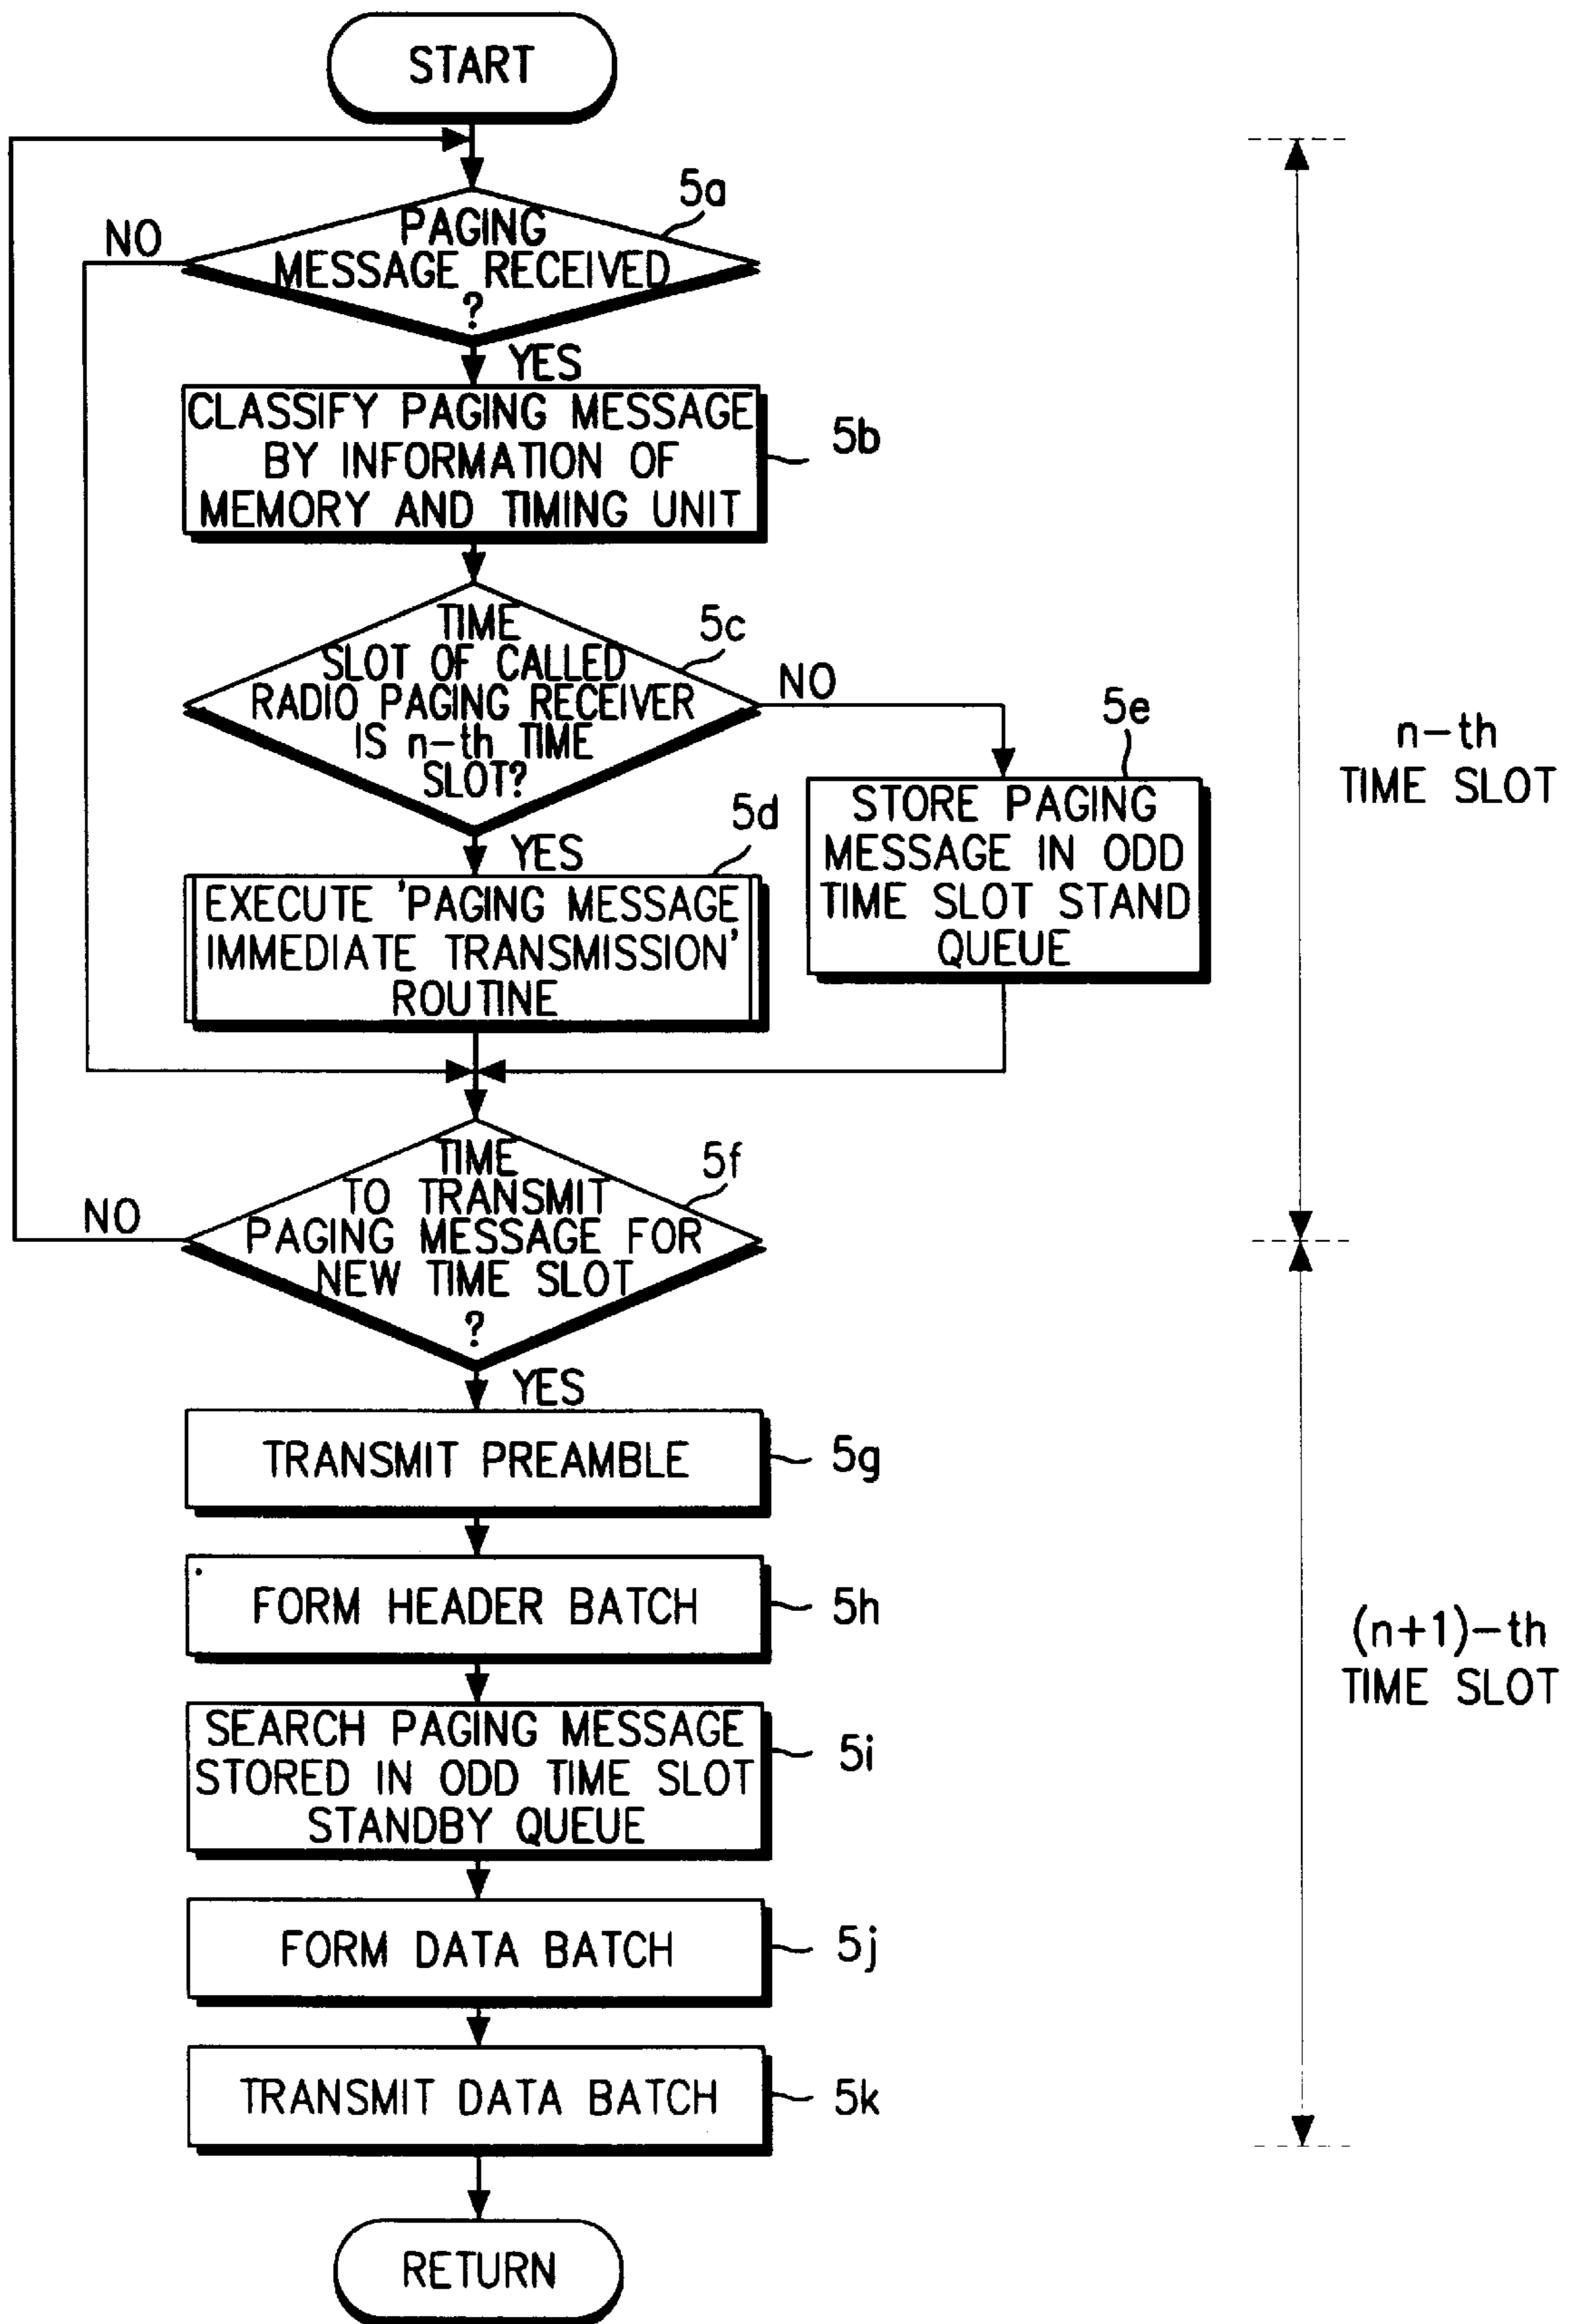 START
5a
NO
PAGING
MESSAGE RECEIVED
?
YES
CLASSIFY PAGING MESSAGE
BY INFORMATION OF
MEMORY AND TIMING UNIT
5b
TIME
SLOT OF CALLED
RADIO PAGING RECEIVER
IS n-th TIME
SLOT?
5c
NO
5e
STORE PAGING
MESSAGE IN ODD
TIME SLOT STAND
QUEUE
n-th
TIME SLOT
YES
5d
EXECUTE 'PAGING MESSAGE
IMMEDIATE TRANSMISSION'
ROUTINE
TIME
TO TRANSMIT
PAGING MESSAGE FOR
NEW TIME SLOT
?
5f
NO
YES
TRANSMIT PREAMBLE
5g
FORM HEADER BATCH
5h
(n+1)-th
TIME SLOT
SEARCH PAGING MESSAGE
STORED IN ODD TIME SLOT
STANDBY QUEUE
5i
FORM DATA BATCH
5j
TRANSMIT DATA BATCH
5k
RETURN